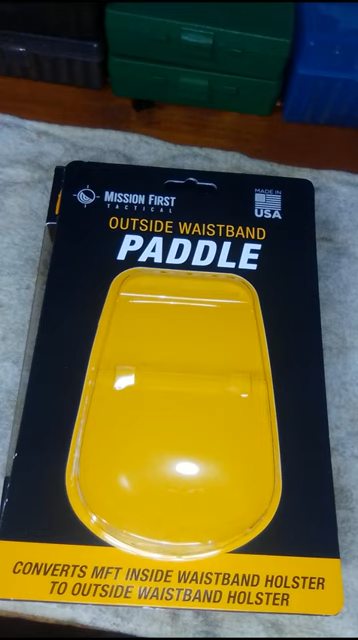 MISSION FIRST
TACTICAL
MADE IN
USA
OUTSIDE WAISTBAND
PADDLE
CONVERTS MFT INSIDE WAISTBAND HOLSTER
TO OUTSIDE WAISTBAND HOLSTER